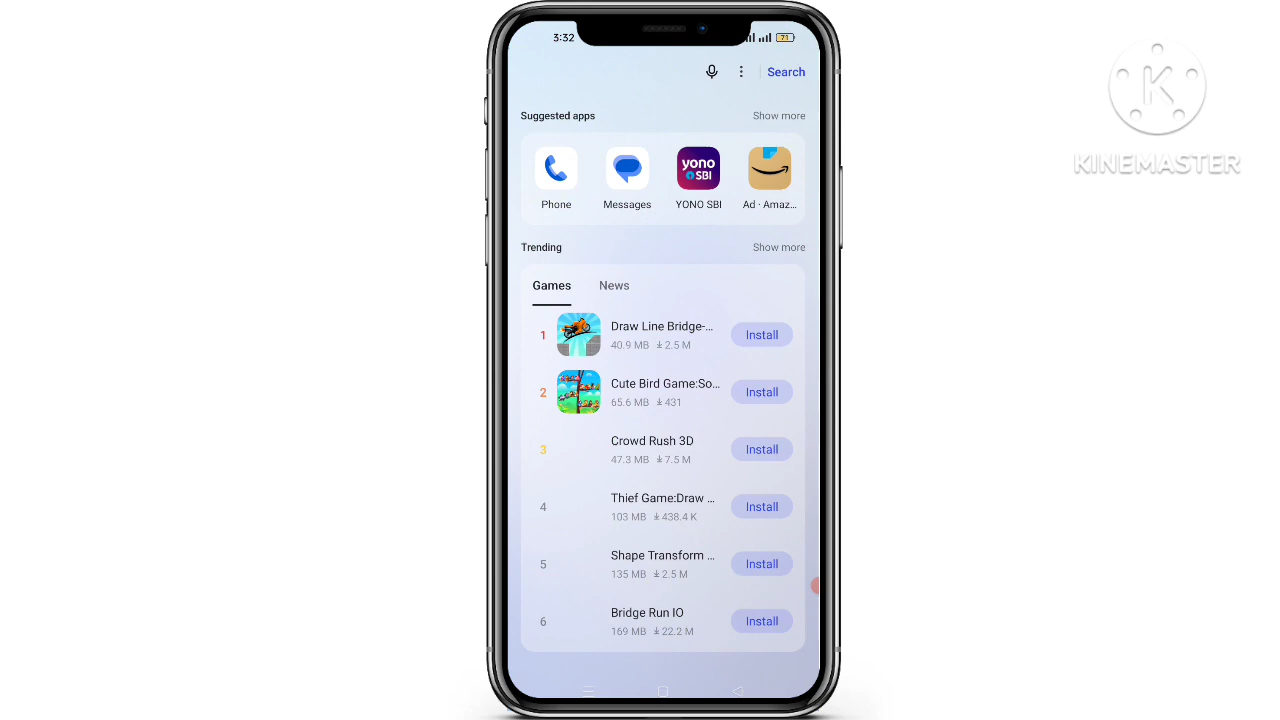 3:32
71
Search
Suggested apps
Show more
yono
SBI
Phone
Messages
YONO SBI
Ad · Amaz...
Trending
Show more
Games
News
1
Draw Line Bridge-...
40.9 MB 2.5 M
Install
2
Cute Bird Game:So...
65.6 MB 431
Install
3
Crowd Rush 3D
47.3 MB 7.5 M
Install
4
Thief Game:Draw ...
103 MB 438.4 K
Install
5
Shape Transform ...
135 MB 2.5 M
Install
6
Bridge Run IO
169 MB 22.2 M
Install
K
KINEMASTER